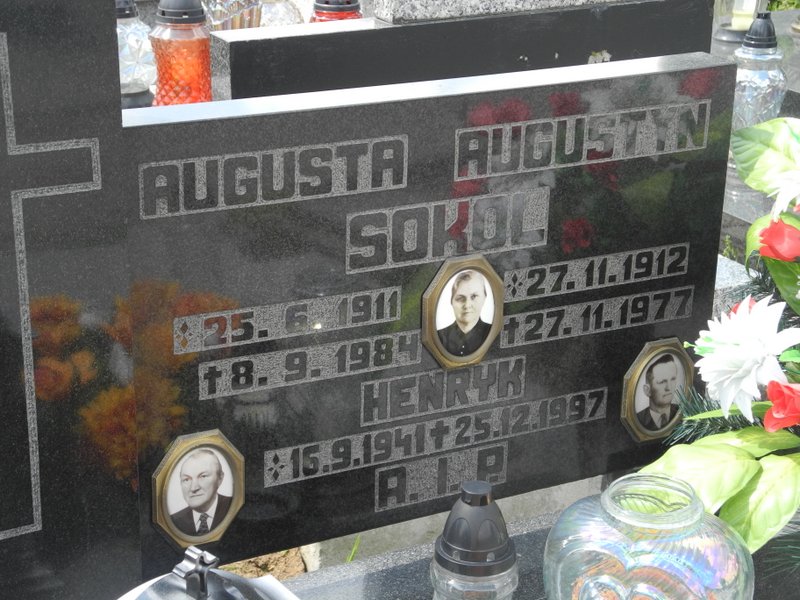 AUGUSTA AUGUSTYN
SOKOL
25. 6. 1911 27. 11. 1912
✝8. 9. 1984 ✝27. 11. 1977
HENRYK
16.9.1941✝25.12.1997
R. I. P.